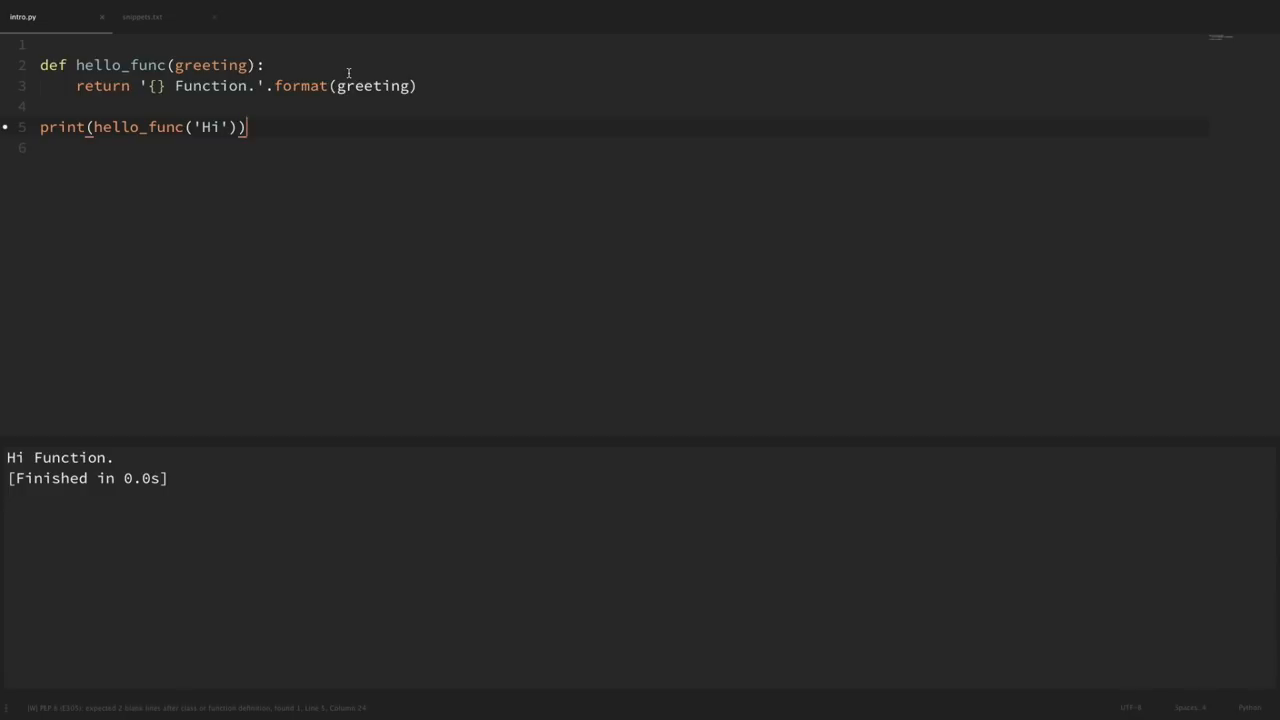 intro.py × snippets.txt ×
1
2 def hello_func(greeting):
3     return '{} Function.'.format(greeting)
4
5 print(hello_func('Hi'))
6
Hi Function.
[Finished in 0.0s]
[W] PEP 8 (E305): expected 2 blank lines after class or function definition, found 1, Line 5, Column 24 UTF-8 Spaces: 4 Python